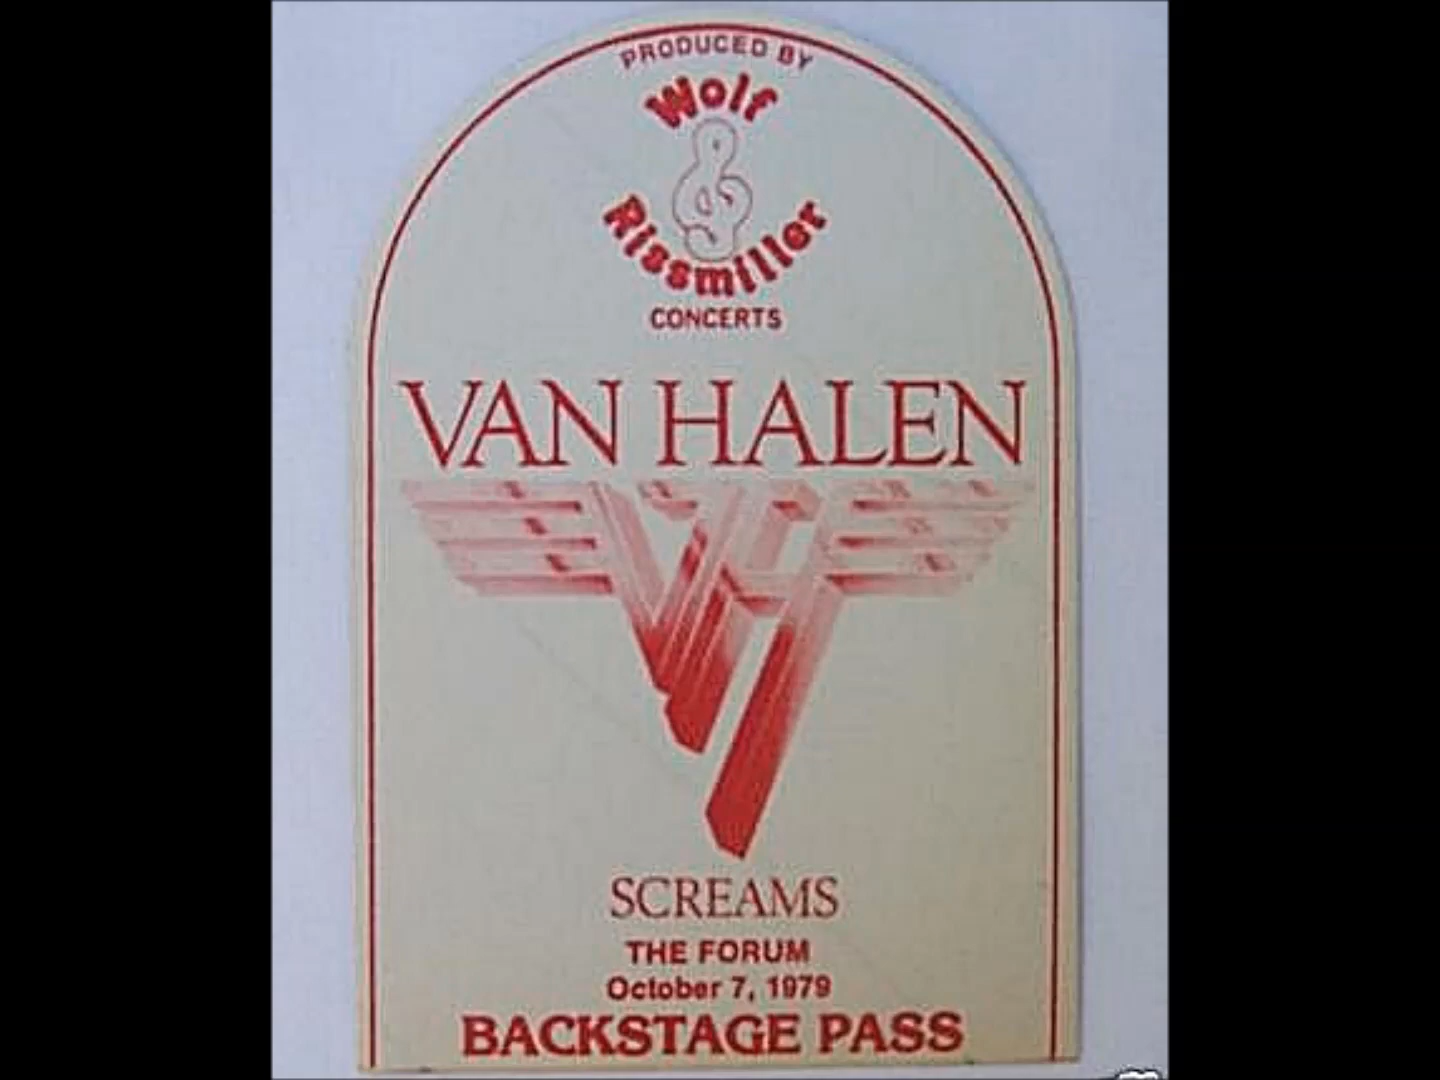 PRODUCED BY
Wolf
&
Rissmiller
CONCERTS
VAN HALEN
SCREAMS
THE FORUM
October 7, 1979
BACKSTAGE PASS